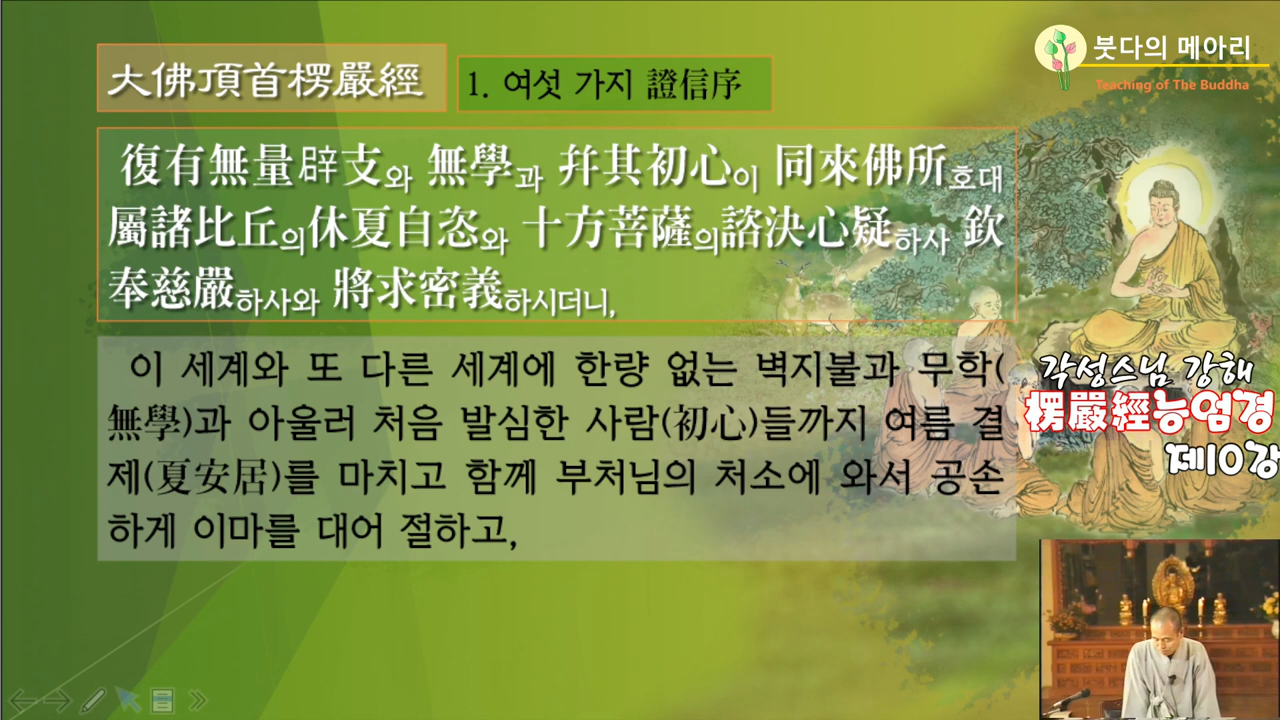 大佛頂首楞嚴經
1. 여섯 가지 證信序
붓다의 메아리
Teaching of The Buddha
復有無量辟支와 無學과 幷其初心이 同來佛所호대
屬諸比丘의休夏自恣와 十方菩薩의諮決心疑하사 欽
奉慈嚴하사와 將求密義하시더니,
이 세계와 또 다른 세계에 한량 없는 벽지불과 무학(
無學)과 아울러 처음 발심한 사람(初心)들까지 여름 결
제(夏安居)를 마치고 함께 부처님의 처소에 와서 공손
하게 이마를 대어 절하고,
각성스님 강해
楞嚴經능엄경
제10강